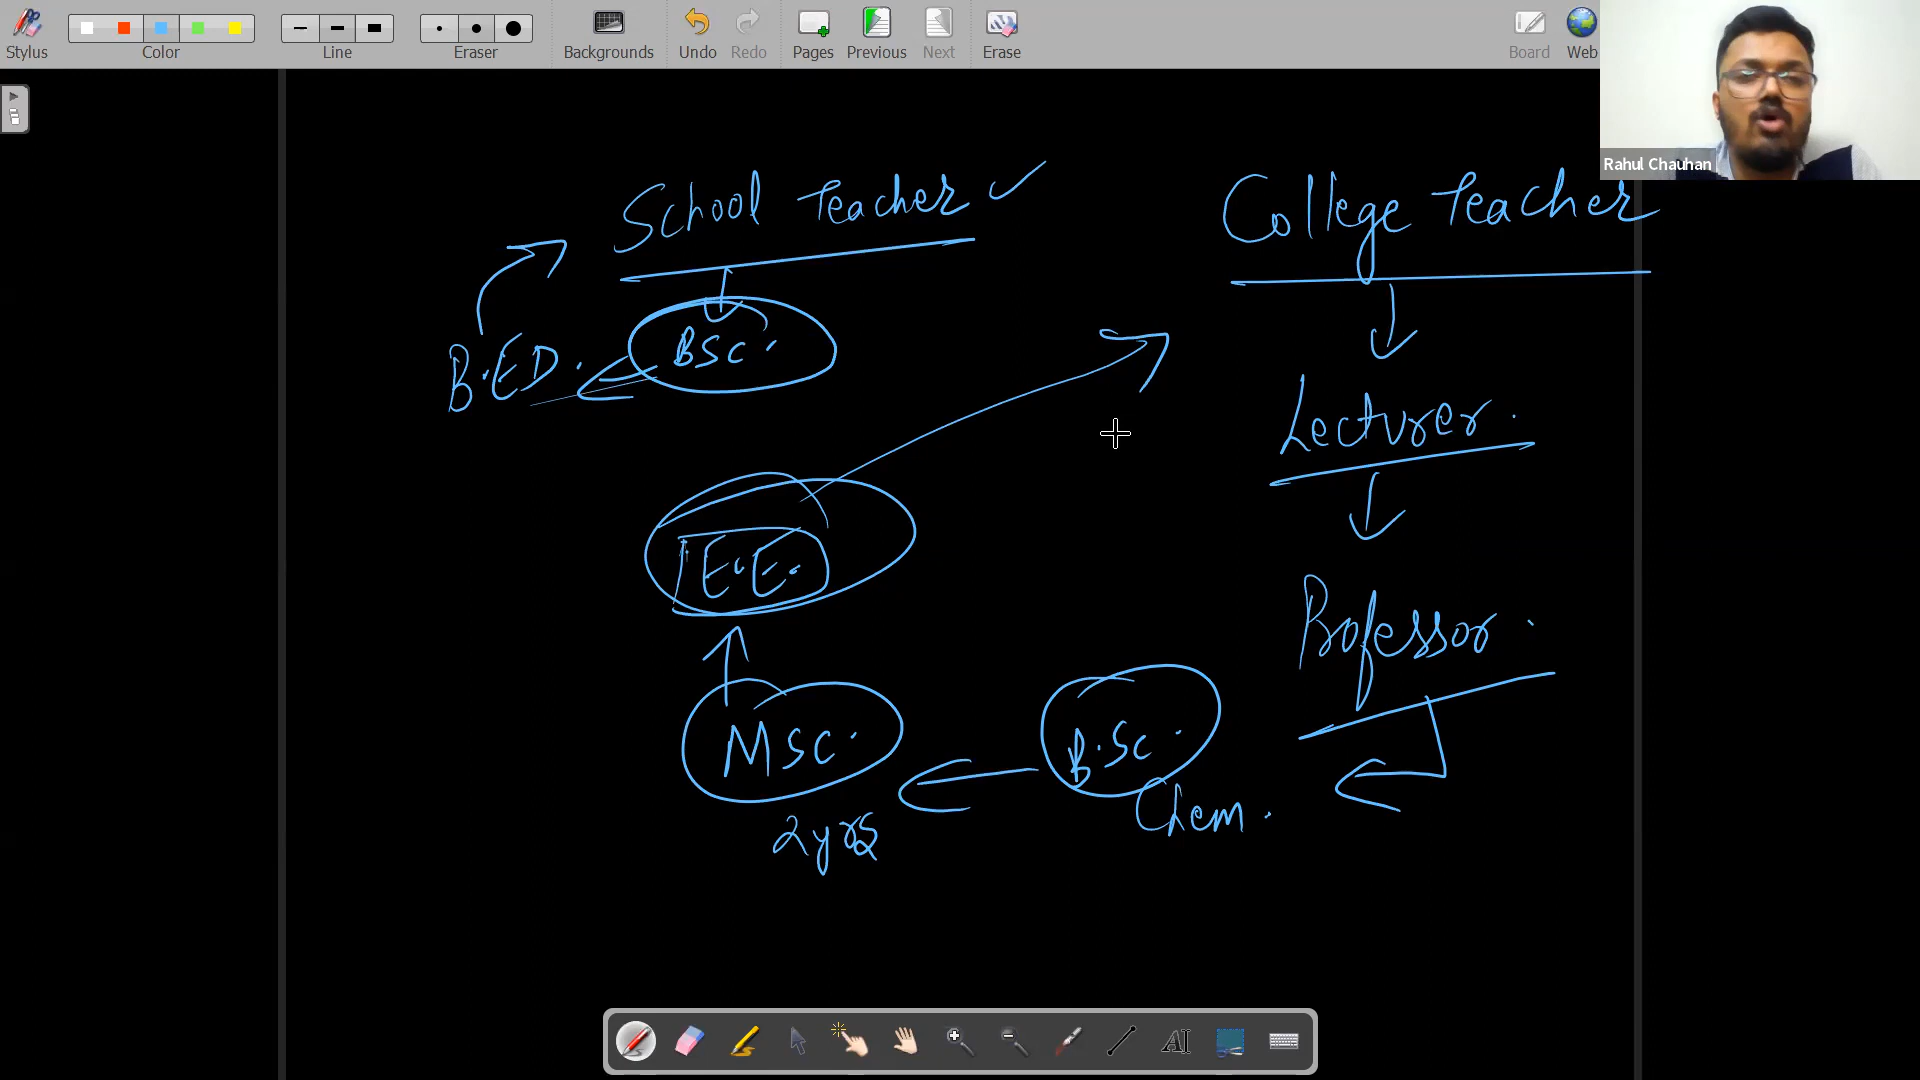 Stylus
Color
Line
Eraser
Backgrounds
Undo
Redo
Pages
Previous
Next
Erase
Board
Web
Rahul Chauhan
School Teacher ✓
College Teacher
BSc.
B.ED.
Lecturer.
E.E.
Professor.
MSC.
B.Sc.
Chem.
2yrs
AI